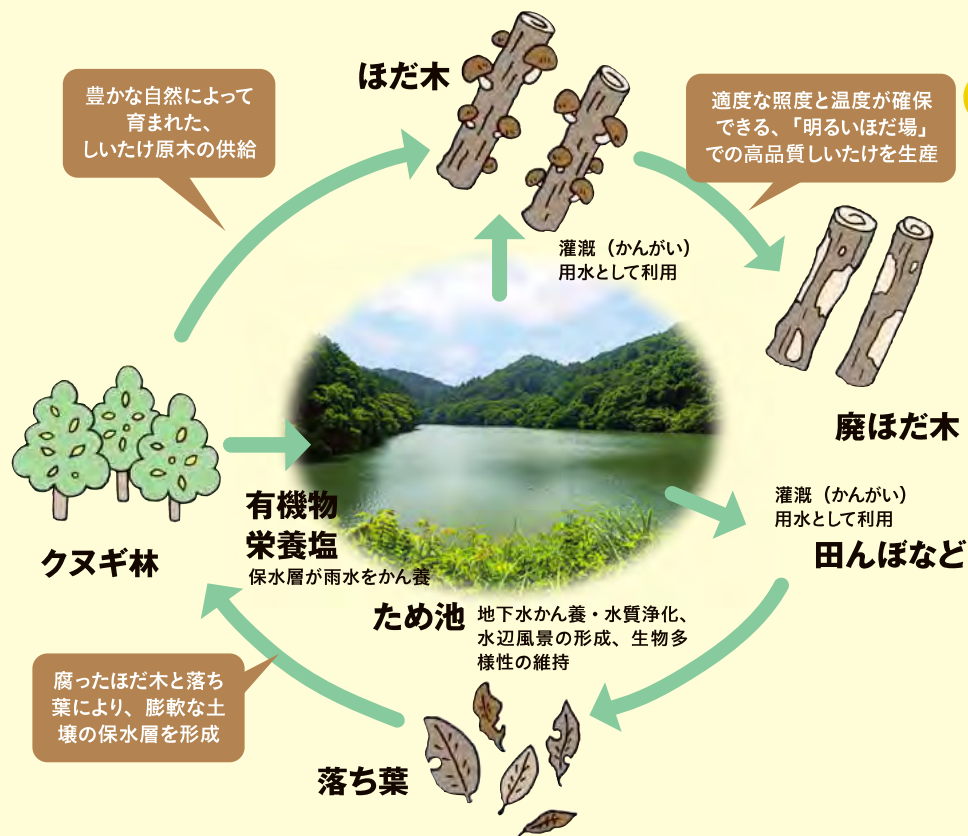 ほだ木
豊かな自然によって
育まれた、
しいたけ原木の供給
適度な照度と温度が確保
できる、「明るいほだ場」
での高品質しいたけを生産
灌漑（かんがい）
用水として利用
廃ほだ木
有機物
栄養塩
保水層が雨水をかん養
クヌギ林
灌漑（かんがい）
用水として利用
田んぼなど
ため池
地下水かん養・水質浄化、
水辺風景の形成、生物多
様性の維持
腐ったほだ木と落ち
葉により、膨軟な土
壌の保水層を形成
落ち葉